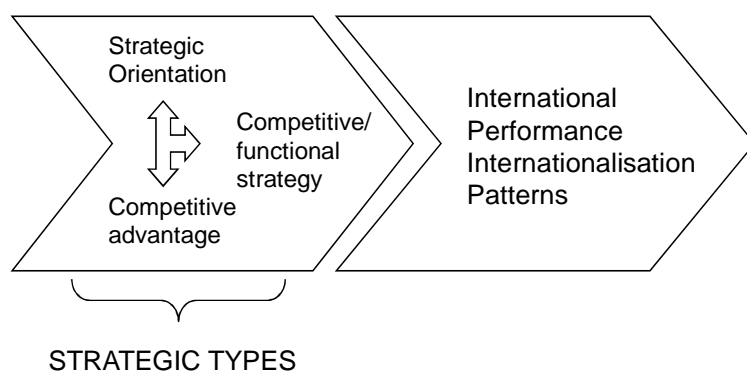 Strategic
Orientation
Competitive/
functional
strategy
Competitive
advantage
International
Performance
Internationalisation
Patterns
STRATEGIC TYPES